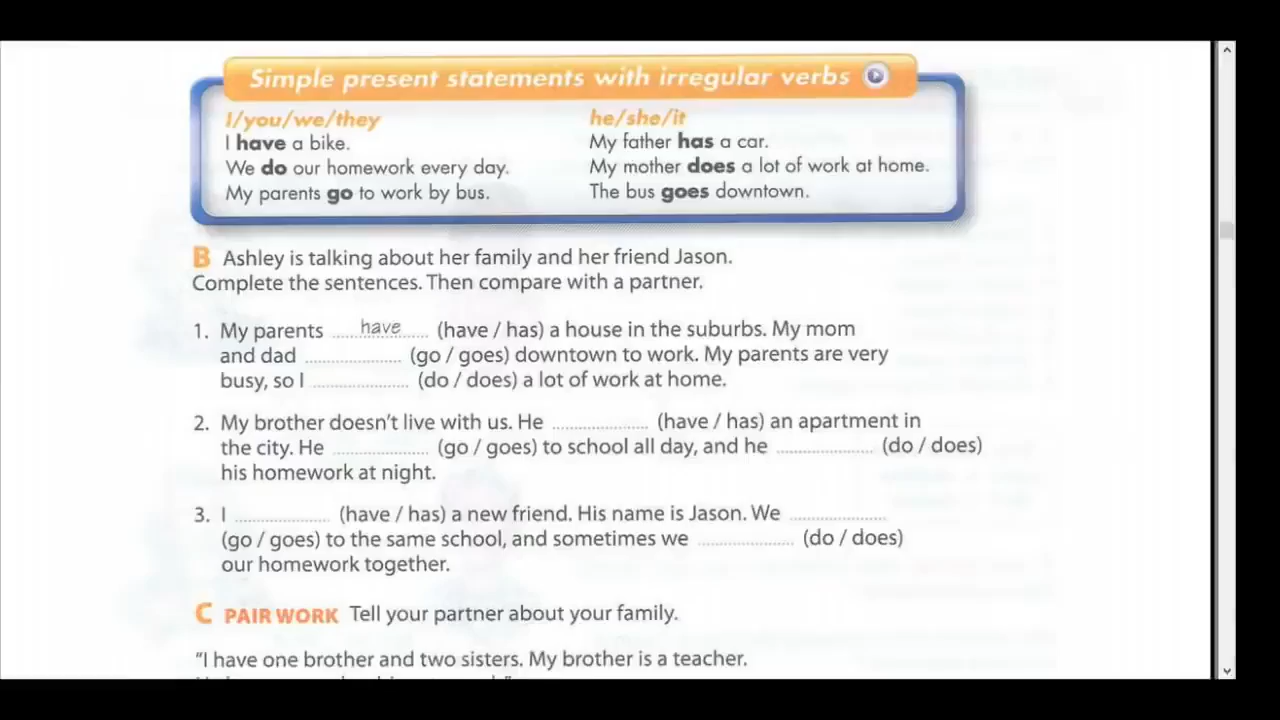 Simple present statements with irregular verbs
I/you/we/they he/she/it
I have a bike. My father has a car.
We do our homework every day. My mother does a lot of work at home.
My parents go to work by bus. The bus goes downtown.
B Ashley is talking about her family and her friend Jason.
Complete the sentences. Then compare with a partner.
1. My parents ....have.... (have / has) a house in the suburbs. My mom
and dad .................... (go / goes) downtown to work. My parents are very
busy, so I .................... (do / does) a lot of work at home.
2. My brother doesn't live with us. He .................... (have / has) an apartment in
the city. He .................... (go / goes) to school all day, and he .................... (do / does)
his homework at night.
3. I .................... (have / has) a new friend. His name is Jason. We ....................
(go / goes) to the same school, and sometimes we .................... (do / does)
our homework together.
C PAIR WORK Tell your partner about your family.
"I have one brother and two sisters. My brother is a teacher.